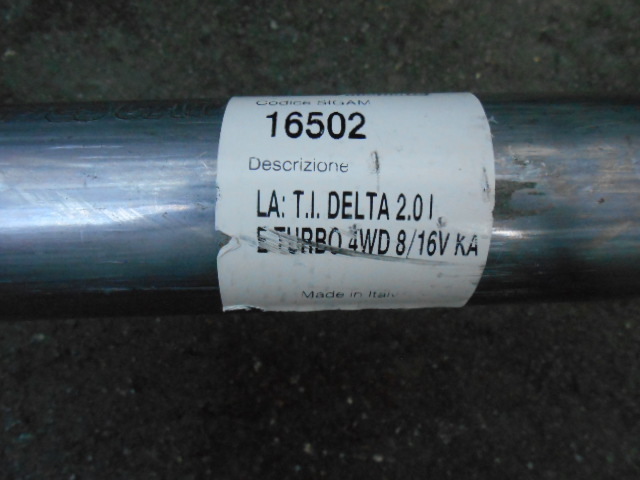 Codice SIGAM
16502
Descrizione
LA: T.I. DELTA 2.0 I
E TURBO 4WD 8/16V KA
Made in Italy